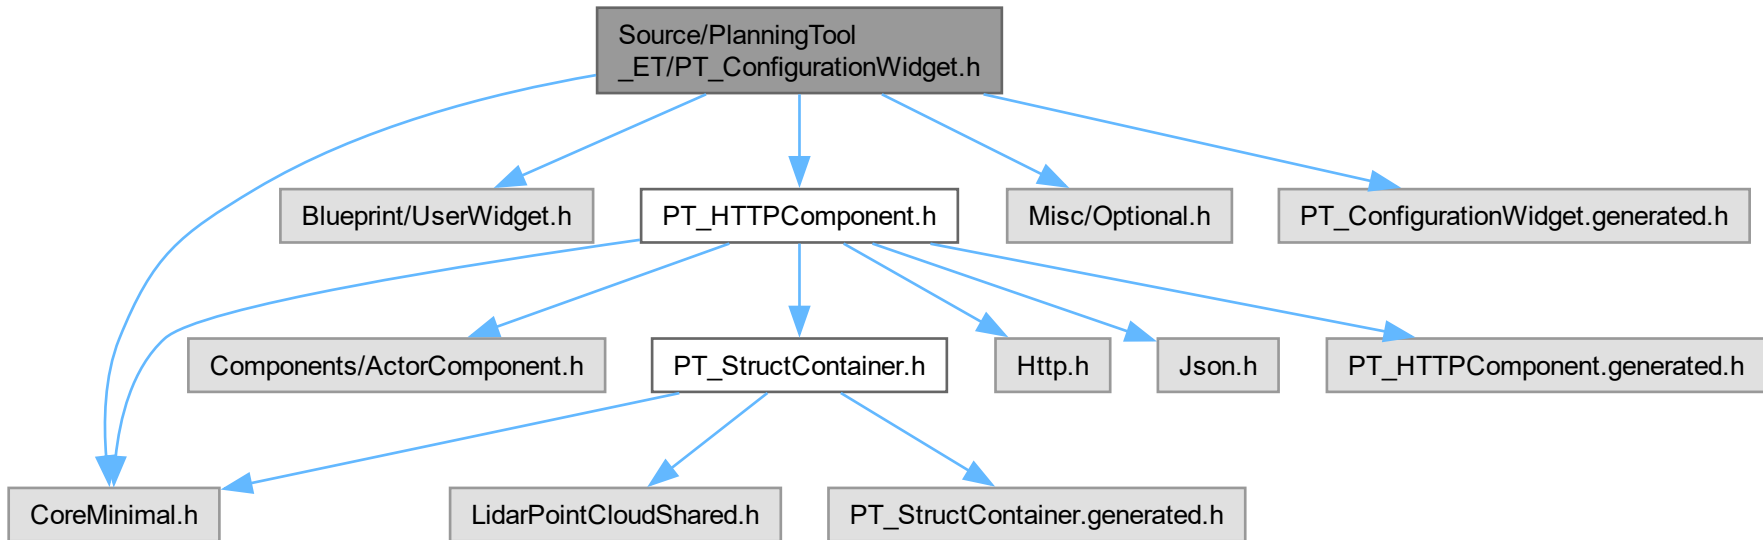 Source/PlanningTool
_ET/PT_ConfigurationWidget.h
Blueprint/UserWidget.h
PT_HTTPComponent.h
Misc/Optional.h
PT_ConfigurationWidget.generated.h
Components/ActorComponent.h
PT_StructContainer.h
Http.h
Json.h
PT_HTTPComponent.generated.h
CoreMinimal.h
LidarPointCloudShared.h
PT_StructContainer.generated.h